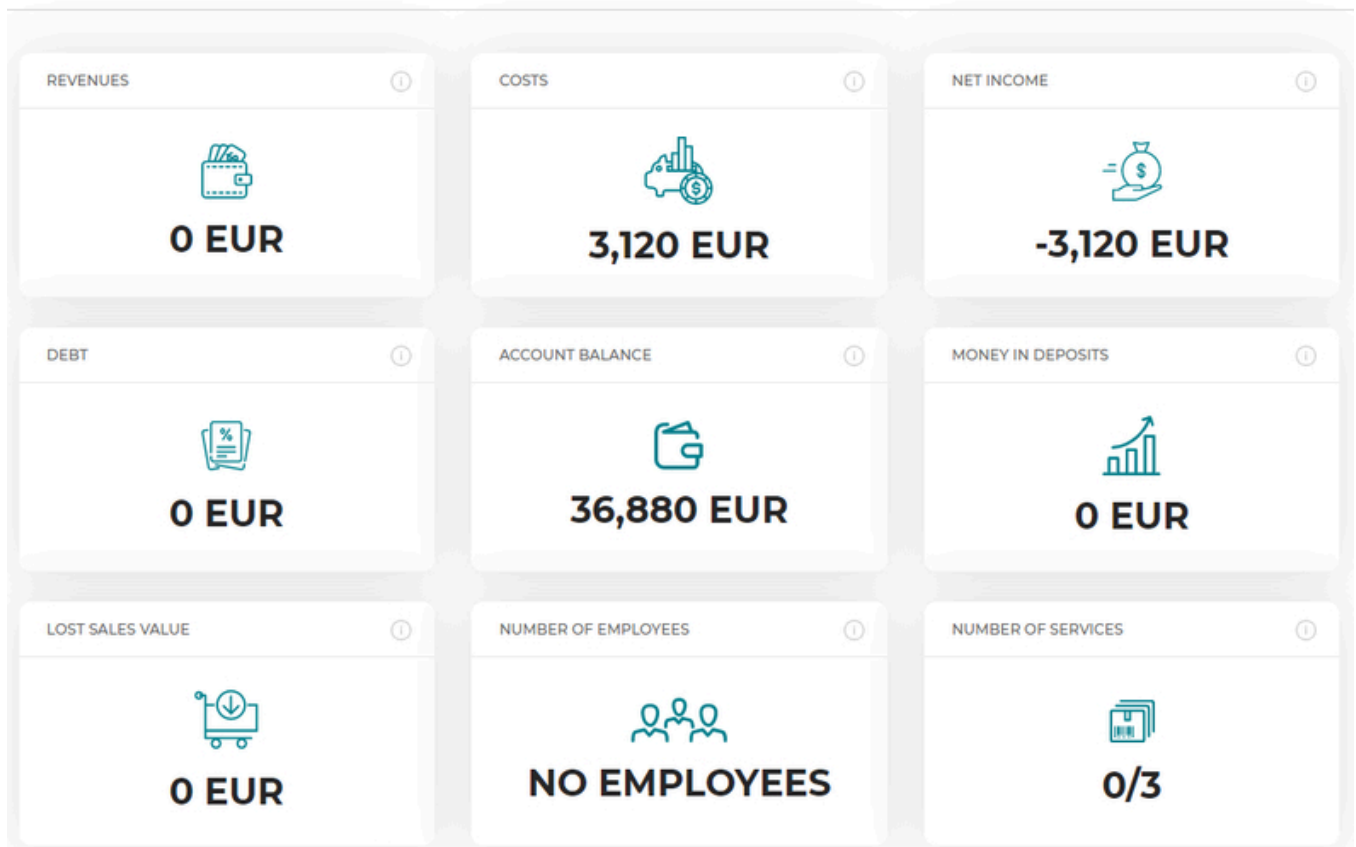 REVENUES
COSTS
NET INCOME
0 EUR
3,120 EUR
-3,120 EUR
DEBT
ACCOUNT BALANCE
MONEY IN DEPOSITS
0 EUR
36,880 EUR
0 EUR
LOST SALES VALUE
NUMBER OF EMPLOYEES
NUMBER OF SERVICES
0 EUR
NO EMPLOYEES
0/3